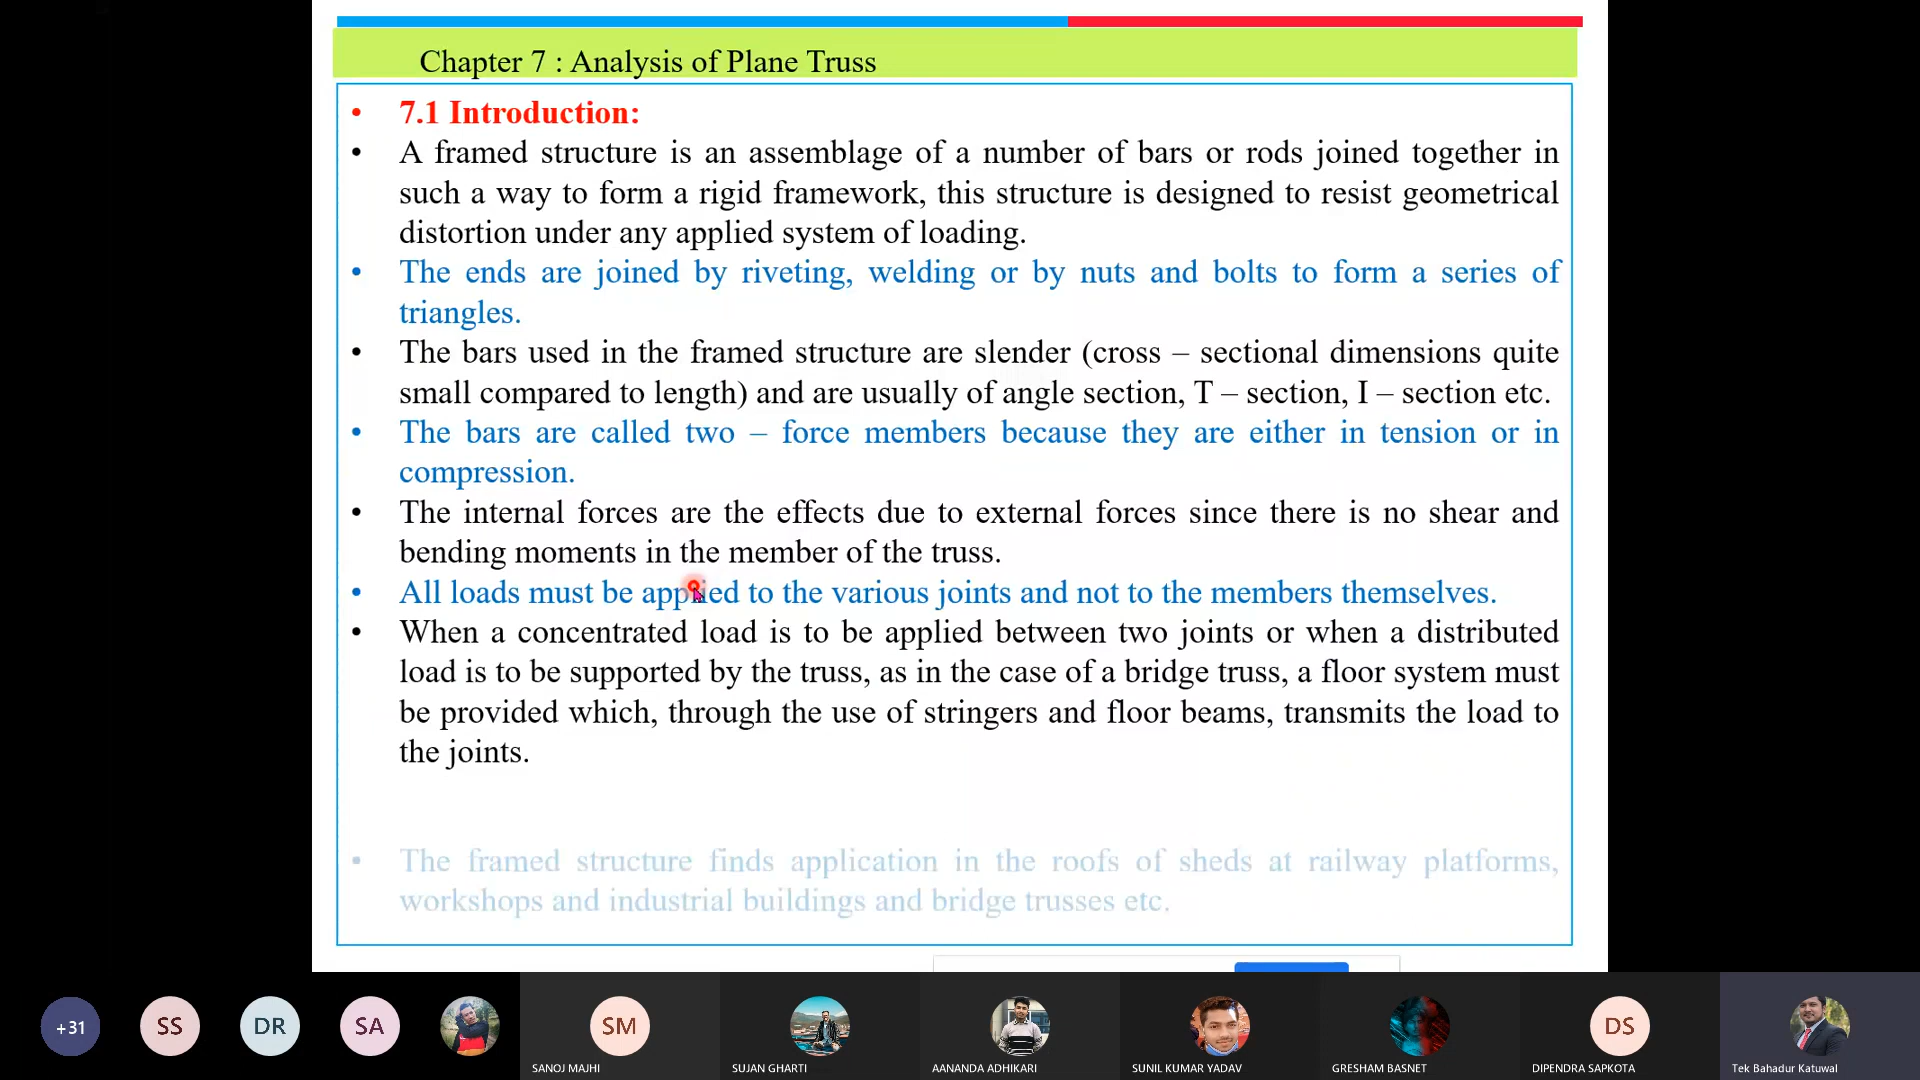 Chapter 7 : Analysis of Plane Truss
• 7.1 Introduction:
• A framed structure is an assemblage of a number of bars or rods joined together in
such a way to form a rigid framework, this structure is designed to resist geometrical
distortion under any applied system of loading.
• The ends are joined by riveting, welding or by nuts and bolts to form a series of
triangles.
• The bars used in the framed structure are slender (cross – sectional dimensions quite
small compared to length) and are usually of angle section, T – section, I – section etc.
• The bars are called two – force members because they are either in tension or in
compression.
• The internal forces are the effects due to external forces since there is no shear and
bending moments in the member of the truss.
• All loads must be applied to the various joints and not to the members themselves.
• When a concentrated load is to be applied between two joints or when a distributed
load is to be supported by the truss, as in the case of a bridge truss, a floor system must
be provided which, through the use of stringers and floor beams, transmits the load to
the joints.
• The framed structure finds application in the roofs of sheds at railway platforms,
workshops and industrial buildings and bridge trusses etc.
+31 SS DR SA SM DS
SANOJ MAJHI SUJAN GHARTI AANANDA ADHIKARI SUNIL KUMAR YADAV GRESHAM BASNET DIPENDRA SAPKOTA Tek Bahadur Katuwal